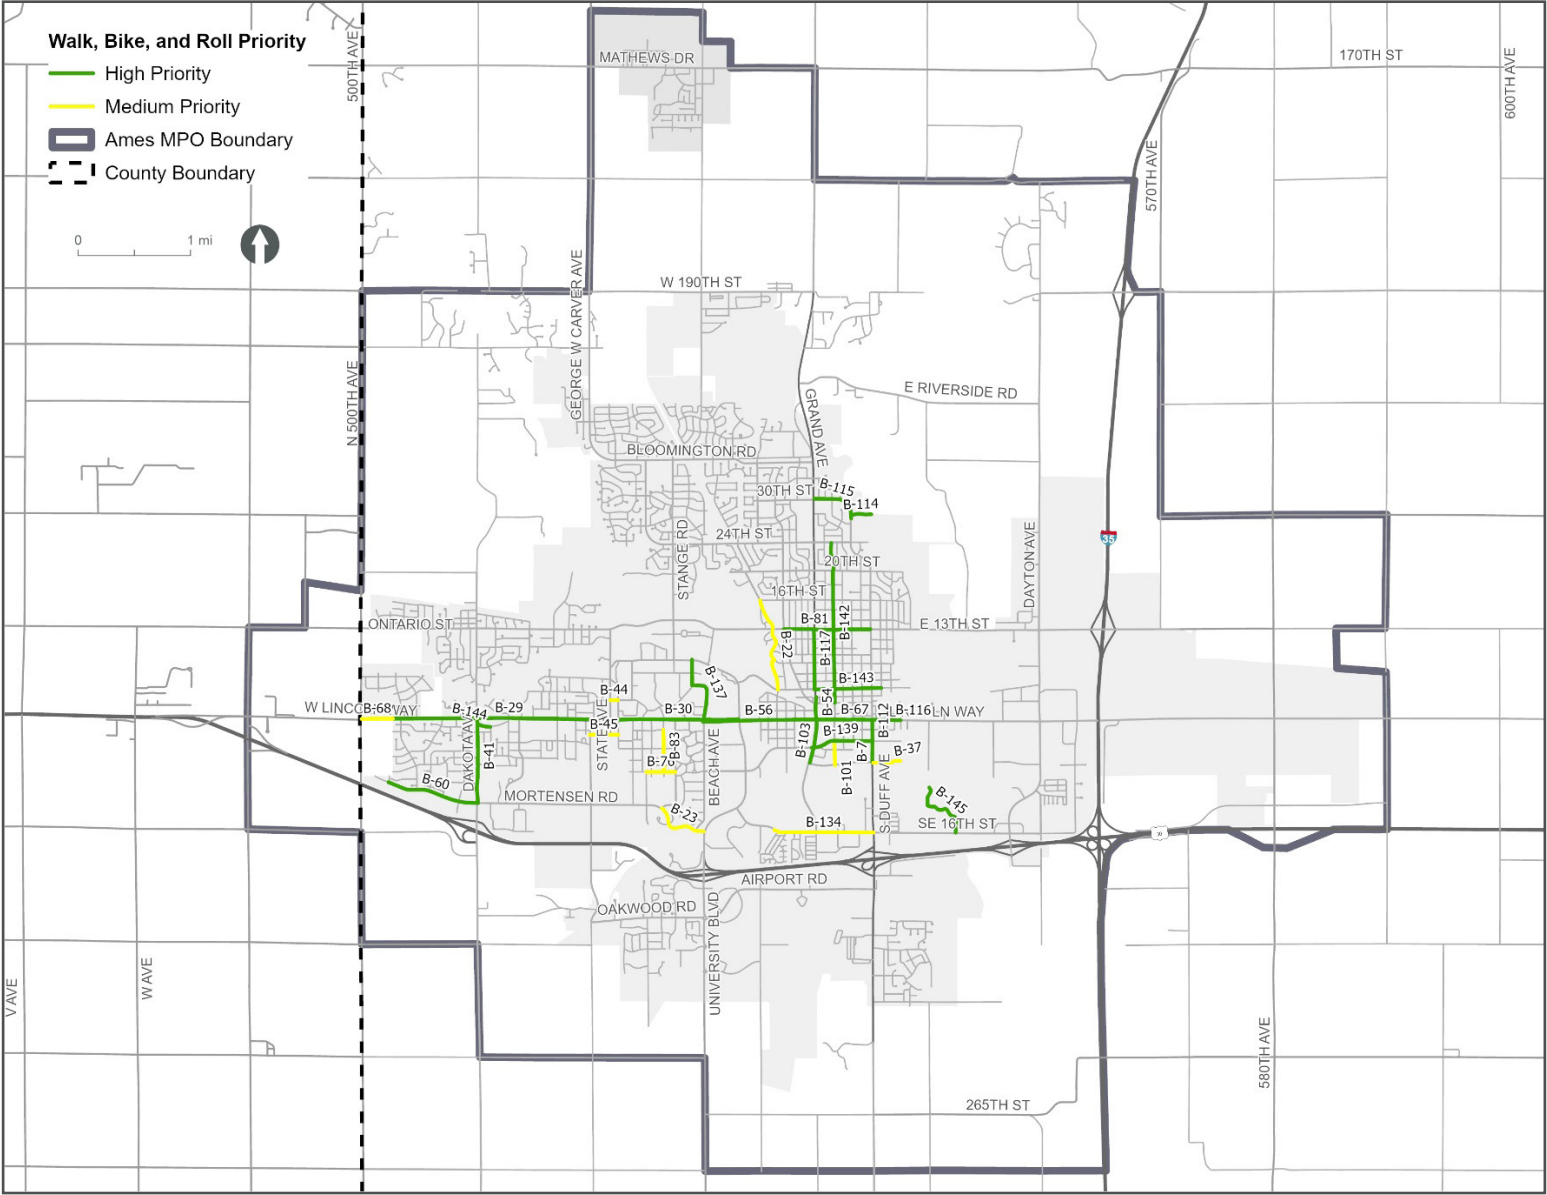 Walk, Bike, and Roll Priority
High Priority
Medium Priority
Ames MPO Boundary
County Boundary
0 1 mi
500TH AVE
MATHEWS DR
170TH ST
600TH AVE
570TH AVE
GEORGE W CARVER AVE
W 190TH ST
N 500TH AVE
E RIVERSIDE RD
GRAND AVE
BLOOMINGTON RD
30TH ST
B-115
B-114
24TH ST
STANGE RD
20TH ST
DAYTON AVE
35
16TH ST
ONTARIO ST
B-81
B-142
E 13TH ST
B-22
B-117
B-137
B-143
B-44
B-54
W LINCOLN WAY
B-68
B-144
B-29
B-30
B-56
B-67
B-112
B-116
LN WAY
STATE AVE
B-45
B-83
B-103
B-139
DAKOTA AVE
B-41
BEACH AVE
B-7
B-37
B-76
B-101
S DUFF AVE
B-60
MORTENSEN RD
B-23
B-134
B-145
SE 16TH ST
AIRPORT RD
OAKWOOD RD
UNIVERSITY BLVD
V AVE
W AVE
580TH AVE
265TH ST